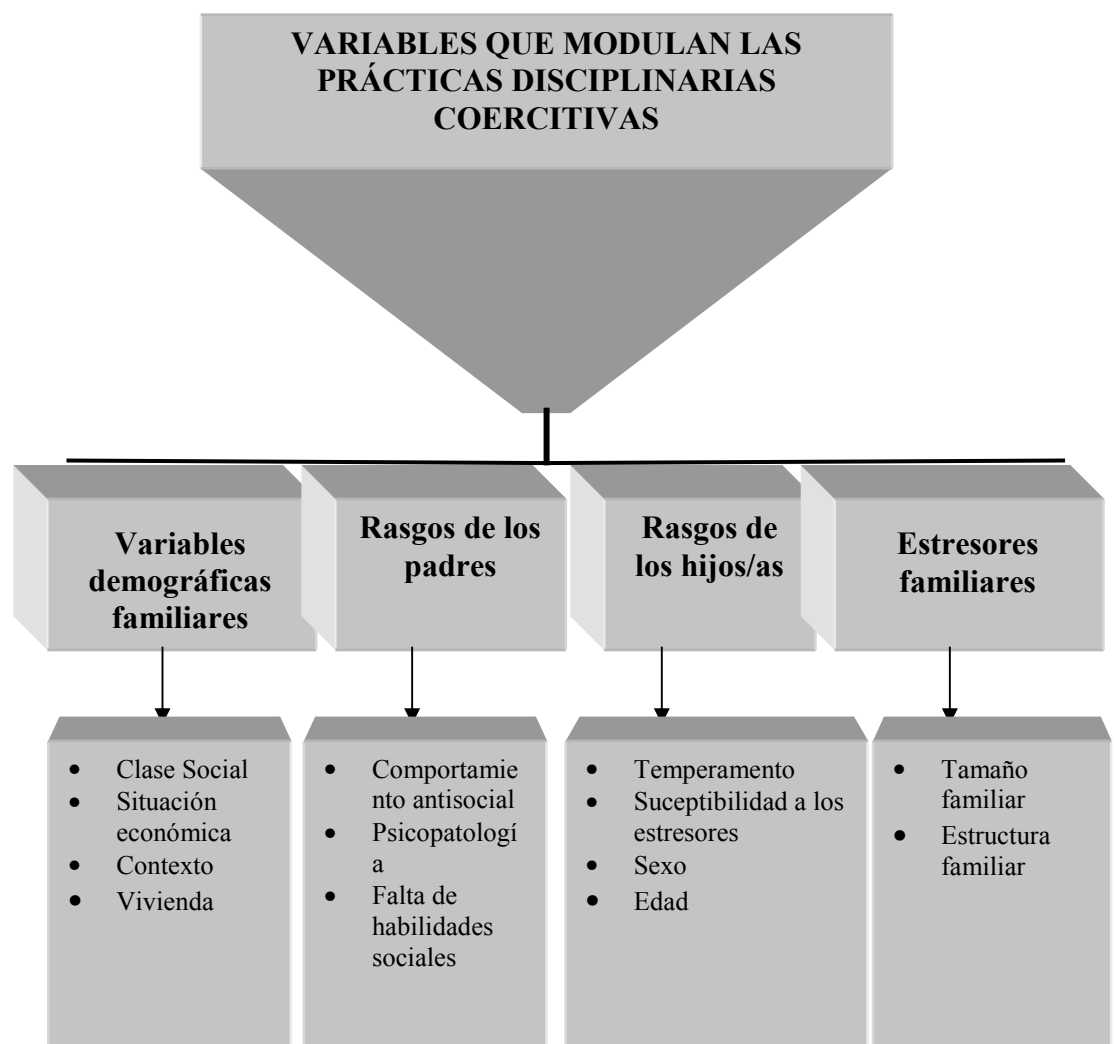 VARIABLES QUE MODULAN LAS
PRÁCTICAS DISCIPLINARIAS
COERCITIVAS
Variables
demográficas
familiares
Rasgos de los
padres
Rasgos de
los hijos/as
Estresores
familiares
• Clase Social
• Situación
económica
• Contexto
• Vivienda
• Comportamie
nto antisocial
• Psicopatologí
a
• Falta de
habilidades
sociales
• Temperamento
• Suceptibilidad a los
estresores
• Sexo
• Edad
• Tamaño
familiar
• Estructura
familiar